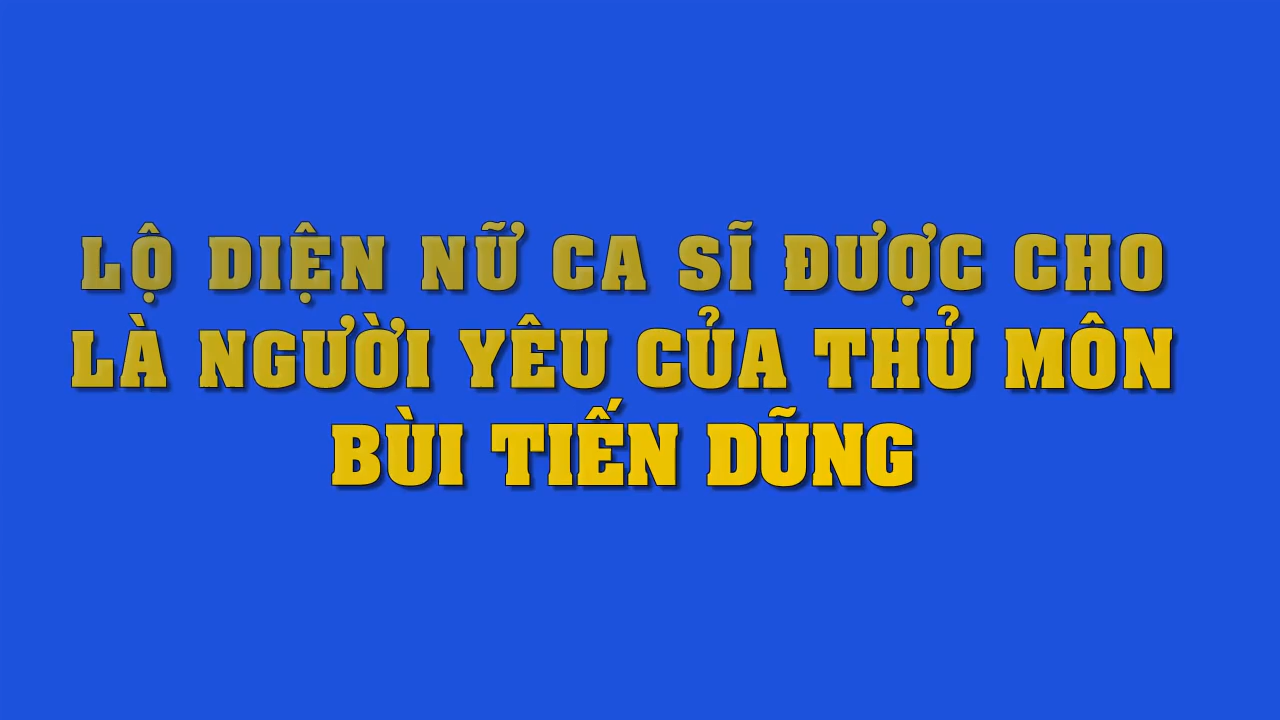 LỘ DIỆN NỮ CA SĨ ĐƯỢC CHO
LÀ NGƯỜI YÊU CỦA THỦ MÔN
BÙI TIẾN DŨNG